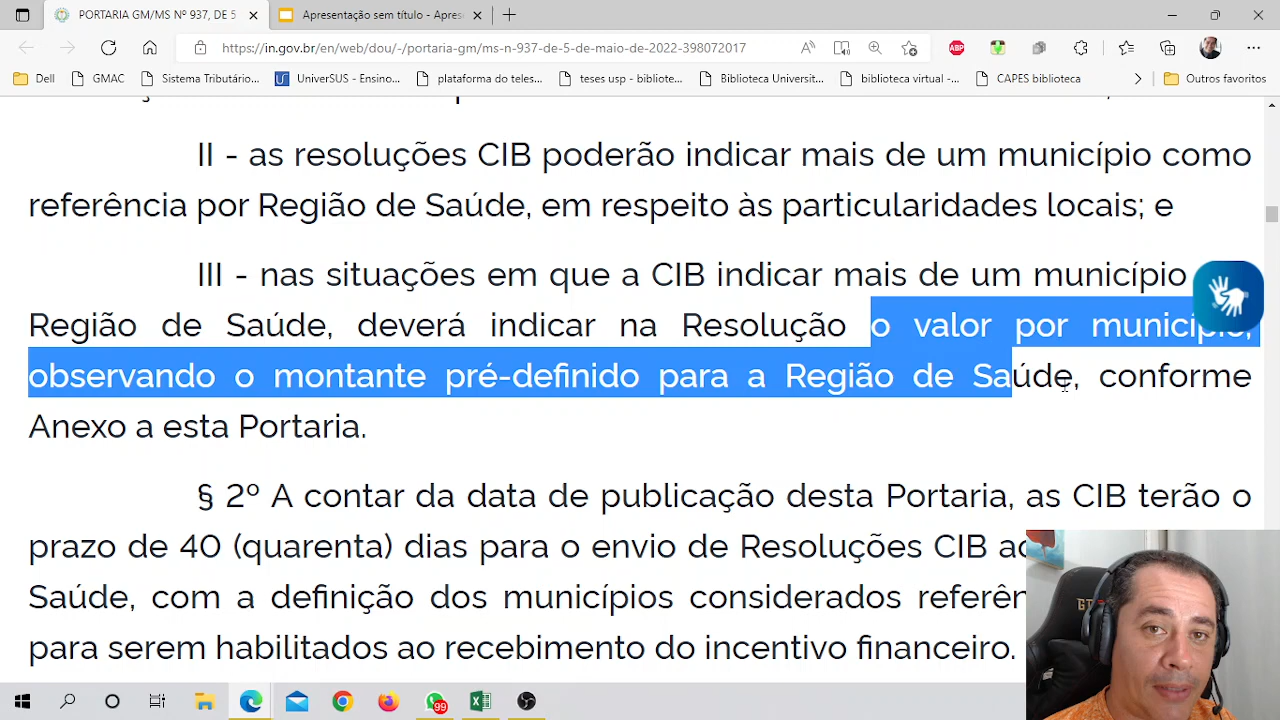 PORTARIA GM/MS Nº 937, DE 5
Apresentação sem título - Aprese
https://in.gov.br/en/web/dou/-/portaria-gm/ms-n-937-de-5-de-maio-de-2022-398072017
ABP
Dell
GMAC
Sistema Tributário...
UniverSUS - Ensino...
plataforma do teles...
teses usp - bibliote...
Biblioteca Universit...
biblioteca virtual -...
CAPES biblioteca
Outros favoritos
II - as resoluções CIB poderão indicar mais de um município como
referência por Região de Saúde, em respeito às particularidades locais; e
III - nas situações em que a CIB indicar mais de um município
Região de Saúde, deverá indicar na Resolução o valor por município,
observando o montante pré-definido para a Região de Saúde, conforme
Anexo a esta Portaria.
§ 2º A contar da data de publicação desta Portaria, as CIB terão o
prazo de 40 (quarenta) dias para o envio de Resoluções CIB
Saúde, com a definição dos municípios considerados
para serem habilitados ao recebimento do incentivo financeiro.
99